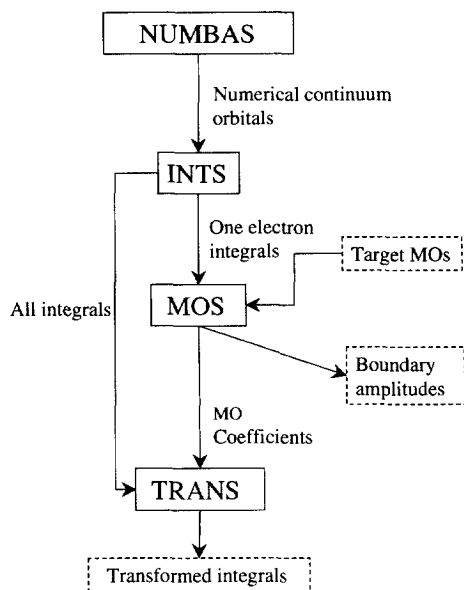 NUMBAS
Numerical continuum
orbitals
INTS
One electron
integrals
Target MOs
All integrals
MOS
Boundary
amplitudes
MO
Coefficients
TRANS
Transformed integrals